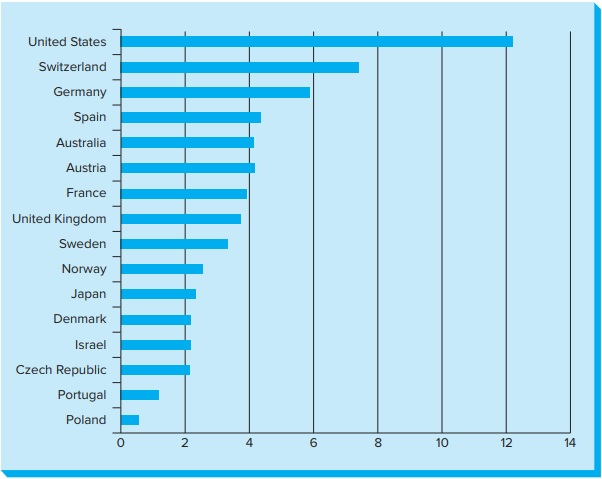 United States
Switzerland
Germany
Spain
Australia
Austria
France
United Kingdom
Sweden
Norway
Japan
Denmark
Israel
Czech Republic
Portugal
Poland
0 2 4 6 8 10 12 14